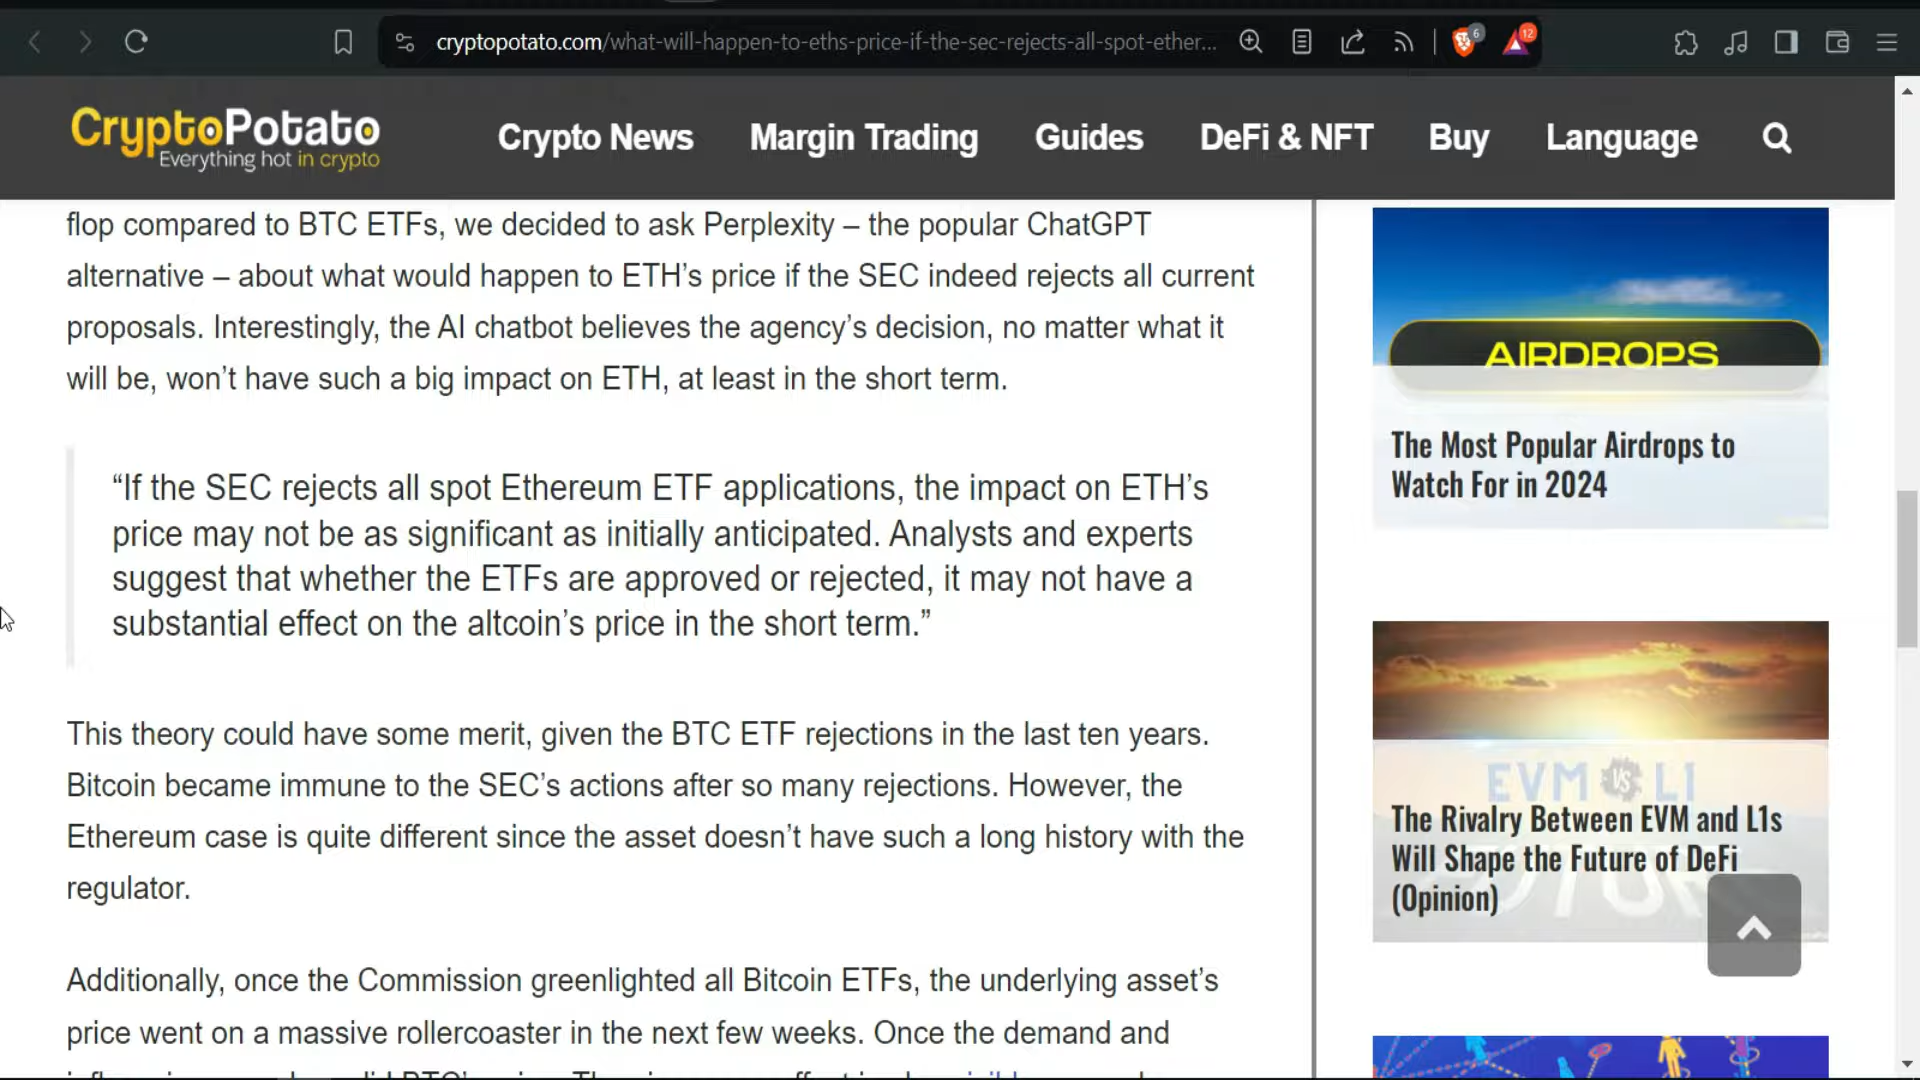 cryptopotato.com/what-will-happen-to-eths-price-if-the-sec-rejects-all-spot-ether...
6
12
CryptoPotato
Everything hot in crypto
Crypto News
Margin Trading
Guides
DeFi & NFT
Buy
Language
flop compared to BTC ETFs, we decided to ask Perplexity – the popular ChatGPT
alternative – about what would happen to ETH’s price if the SEC indeed rejects all current
proposals. Interestingly, the AI chatbot believes the agency’s decision, no matter what it
will be, won’t have such a big impact on ETH, at least in the short term.
“If the SEC rejects all spot Ethereum ETF applications, the impact on ETH’s
price may not be as significant as initially anticipated. Analysts and experts
suggest that whether the ETFs are approved or rejected, it may not have a
substantial effect on the altcoin’s price in the short term.”
This theory could have some merit, given the BTC ETF rejections in the last ten years.
Bitcoin became immune to the SEC’s actions after so many rejections. However, the
Ethereum case is quite different since the asset doesn’t have such a long history with the
regulator.
Additionally, once the Commission greenlighted all Bitcoin ETFs, the underlying asset’s
price went on a massive rollercoaster in the next few weeks. Once the demand and
AIRDROPS
The Most Popular Airdrops to
Watch For in 2024
EVM VS L1
The Rivalry Between EVM and L1s
Will Shape the Future of DeFi
(Opinion)